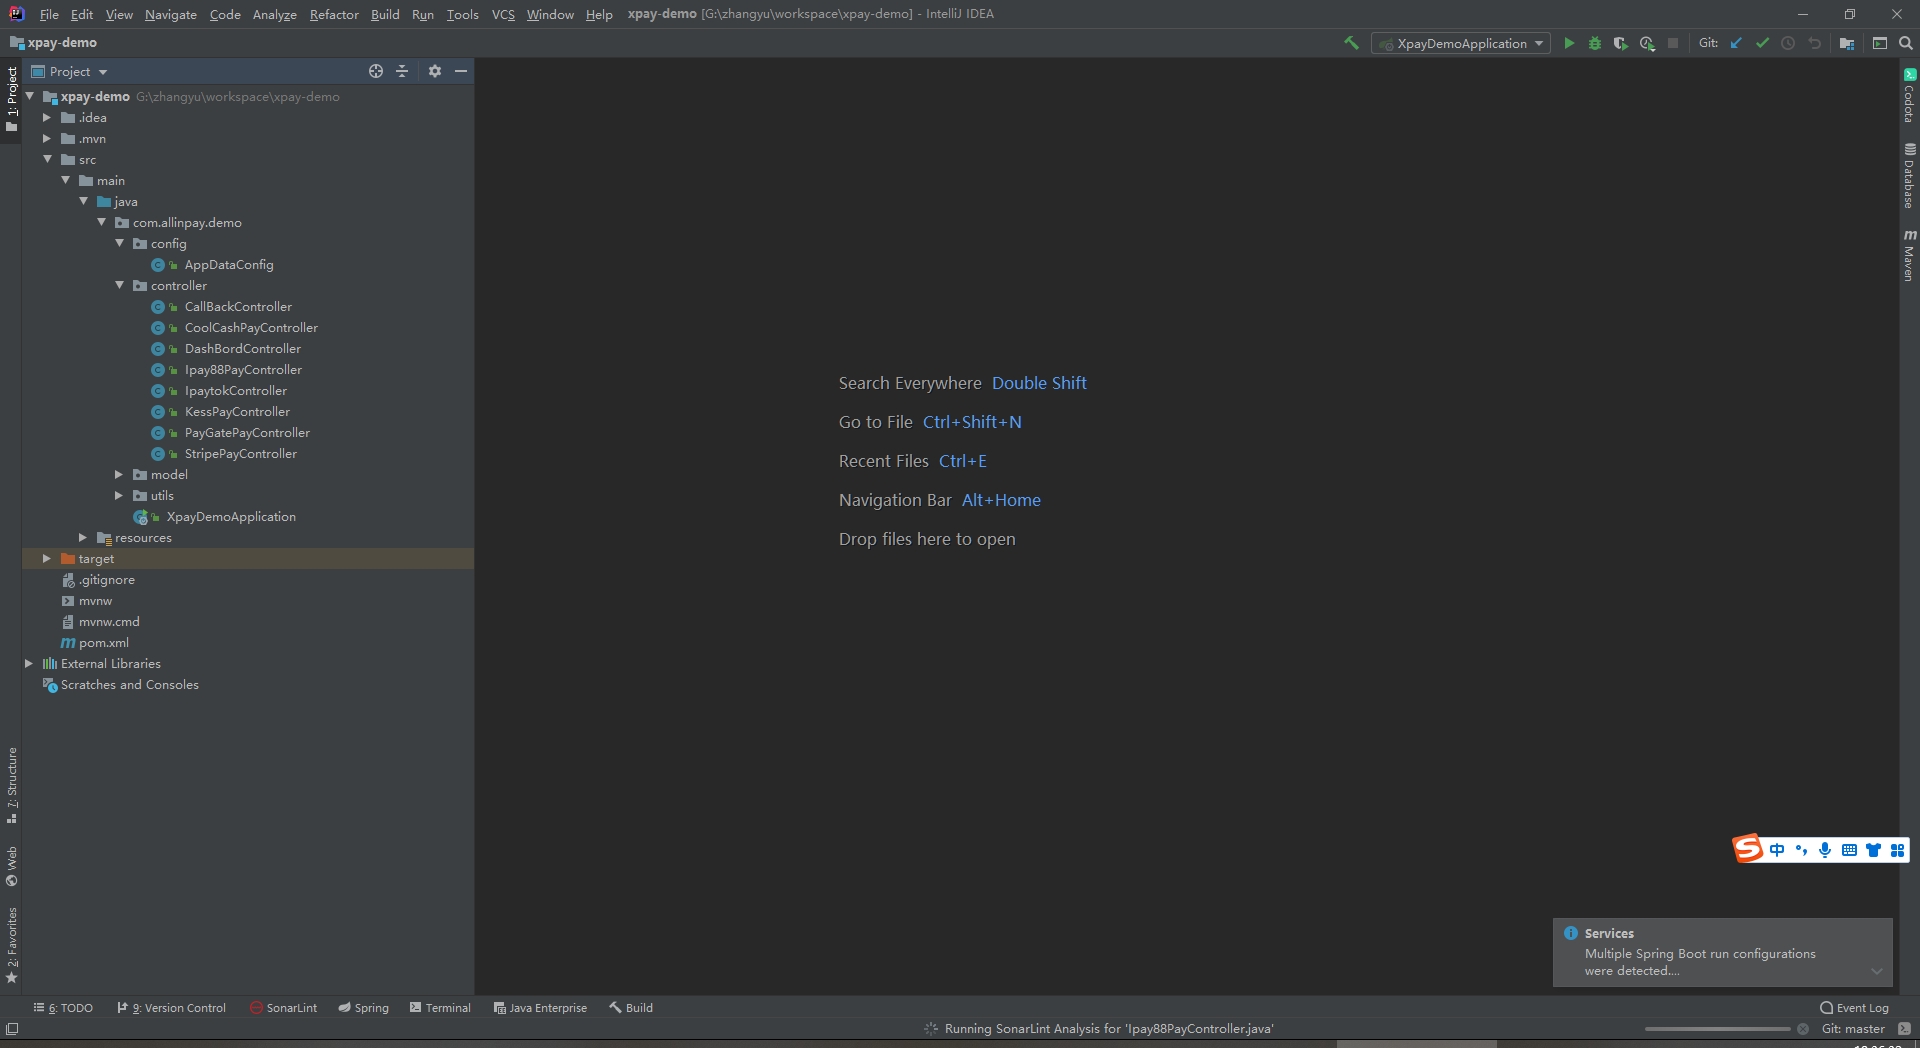 File Edit View Navigate Code Analyze Refactor Build Run Tools VCS Window Help xpay-demo [G:\zhangyu\workspace\xpay-demo] - IntelliJ IDEA
xpay-demo
XpayDemoApplication
Git:
1: Project
Project
xpay-demo G:\zhangyu\workspace\xpay-demo
.idea
.mvn
src
main
java
com.allinpay.demo
config
AppDataConfig
controller
CallBackController
CoolCashPayController
DashBordController
Ipay88PayController
IpaytokController
KessPayController
PayGatePayController
StripePayController
model
utils
XpayDemoApplication
resources
target
.gitignore
mvnw
mvnw.cmd
pom.xml
External Libraries
Scratches and Consoles
Search Everywhere Double Shift
Go to File Ctrl+Shift+N
Recent Files Ctrl+E
Navigation Bar Alt+Home
Drop files here to open
Codota
Database
Maven
7: Structure
Web
2: Favorites
中
Services
Multiple Spring Boot run configurations
were detected....
6: TODO 9: Version Control SonarLint Spring Terminal Java Enterprise Build Event Log
Running SonarLint Analysis for 'Ipay88PayController.java' Git: master